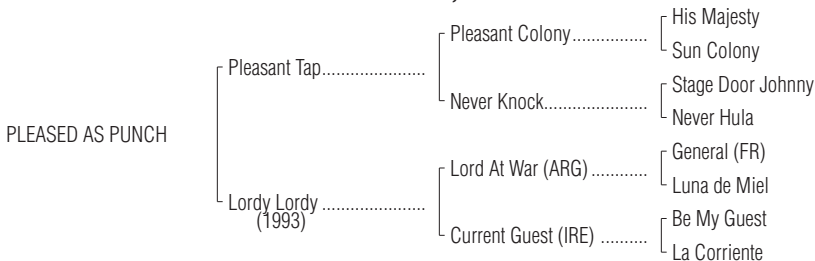 His Majesty
Pleasant Colony................
Sun Colony
Pleasant Tap......................
Stage Door Johnny
Never Knock......................
Never Hula
PLEASED AS PUNCH
General (FR)
Lord At War (ARG) ............
Luna de Miel
Lordy Lordy ......................
(1993)
Be My Guest
Current Guest (IRE) ..........
La Corriente